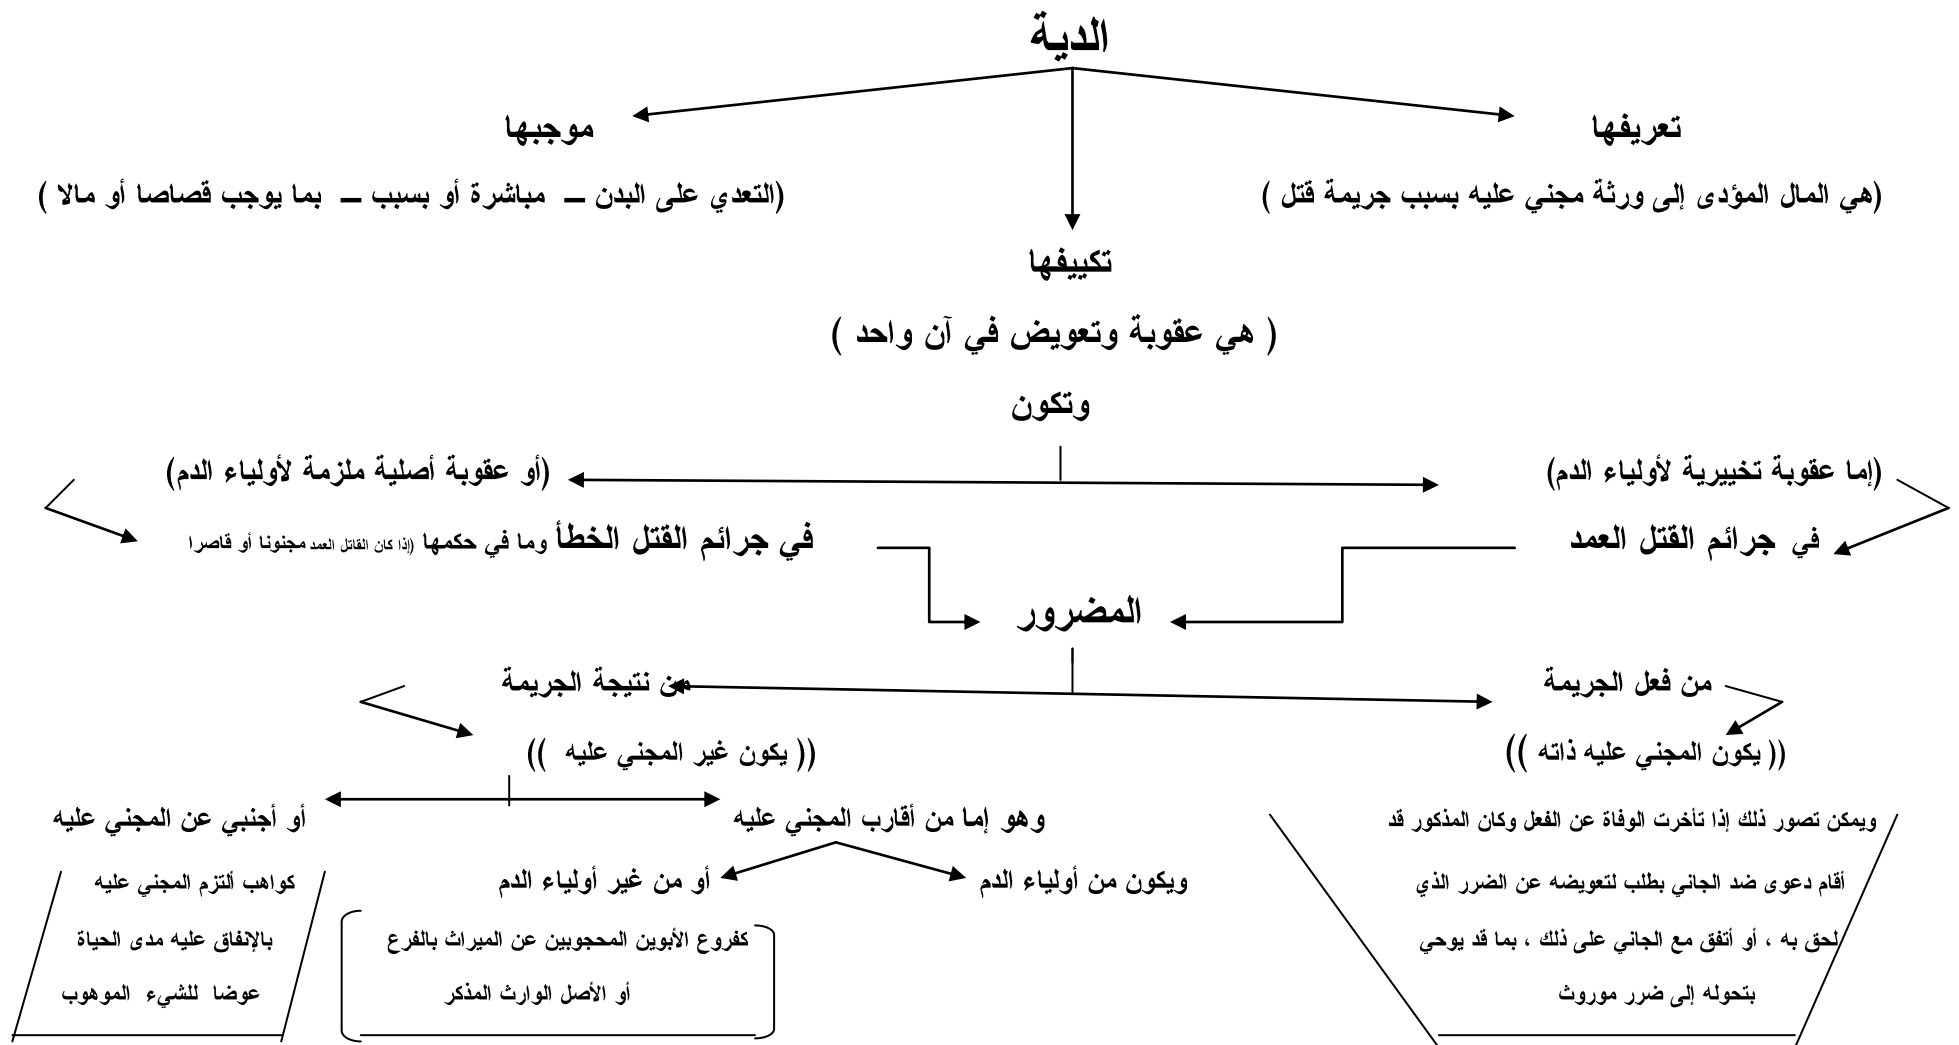 الدية
تعريفها
موجبها
(هي المال المؤدى إلى ورثة مجني عليه بسبب جريمة قتل )
(التعدي على البدن – مباشرة أو بسبب – بما يوجب قصاصا أو مالا )
تكييفها
( هي عقوبة وتعويض في آن واحد )
وتكون
(إما عقوبة تخييرية لأولياء الدم)
(أو عقوبة أصلية ملزمة لأولياء الدم)
في جرائم القتل العمد
في جرائم القتل الخطأ وما في حكمها (إذا كان القاتل العمد مجنونا أو قاصرا
المضرور
من فعل الجريمة
من نتيجة الجريمة
(( يكون المجني عليه ذاته ))
(( يكون غير المجني عليه ))
ويمكن تصور ذلك إذا تأخرت الوفاة عن الفعل وكان المذكور قد
أقام دعوى ضد الجاني بطلب لتعويضه عن الضرر الذي
لحق به ، أو أتفق مع الجاني على ذلك ، بما قد يوحي
بتحوله إلى ضرر موروث
وهو إما من أقارب المجني عليه
أو أجنبي عن المجني عليه
ويكون من أولياء الدم
أو من غير أولياء الدم
كفروع الأبوين المحجوبين عن الميراث بالفرع
أو الأصل الوارث المذكر
كواهب ألتزم المجني عليه
بالإنفاق عليه مدى الحياة
عوضا للشيء الموهوب